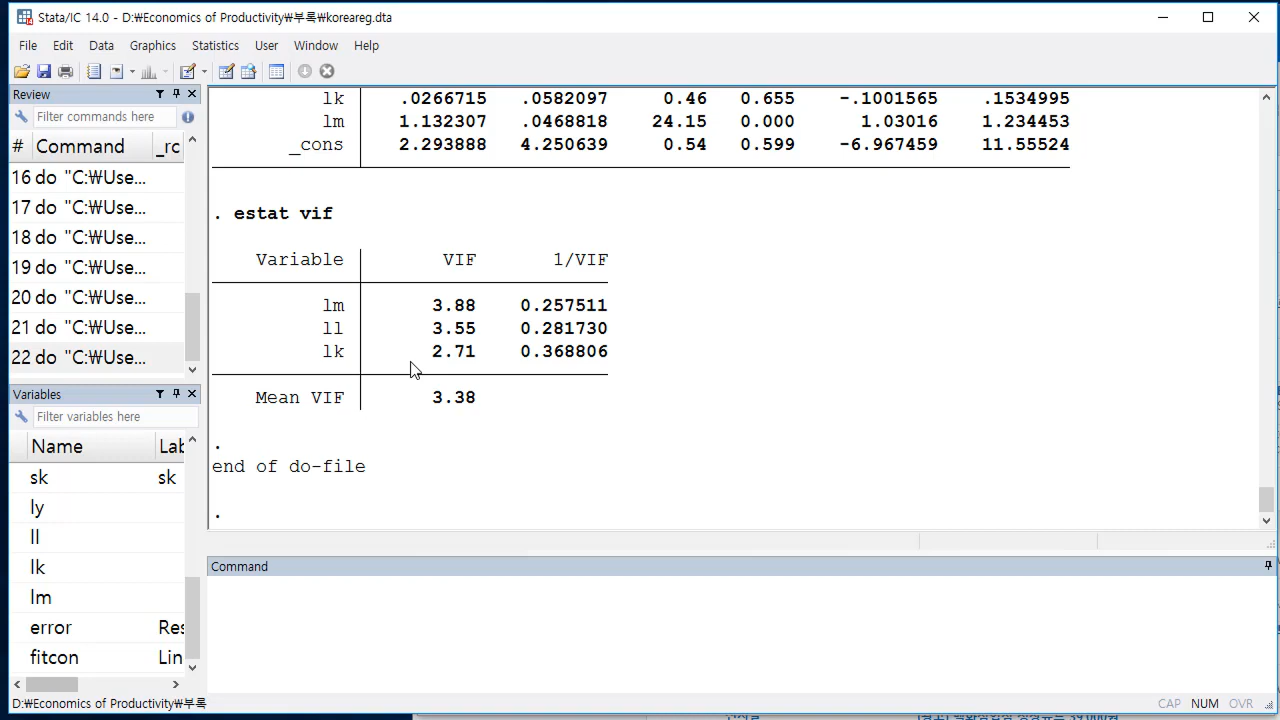 Stata/IC 14.0 - D:₩Economics of Productivity₩부록₩koreareg.dta
File Edit Data Graphics Statistics User Window Help
Review
Filter commands here
# Command _rc
16 do "C:₩Use...
17 do "C:₩Use...
18 do "C:₩Use...
19 do "C:₩Use...
20 do "C:₩Use...
21 do "C:₩Use...
22 do "C:₩Use...
Variables
Filter variables here
Name Lab
sk sk
ly
ll
lk
lm
error Res
fitcon Lin
lk .0266715 .0582097 0.46 0.655 -.1001565 .1534995
lm 1.132307 .0468818 24.15 0.000 1.03016 1.234453
_cons 2.293888 4.250639 0.54 0.599 -6.967459 11.55524
. estat vif
Variable VIF 1/VIF
lm 3.88 0.257511
ll 3.55 0.281730
lk 2.71 0.368806
Mean VIF 3.38
.
end of do-file
.
Command
D:₩Economics of Productivity₩부록
CAP NUM OVR